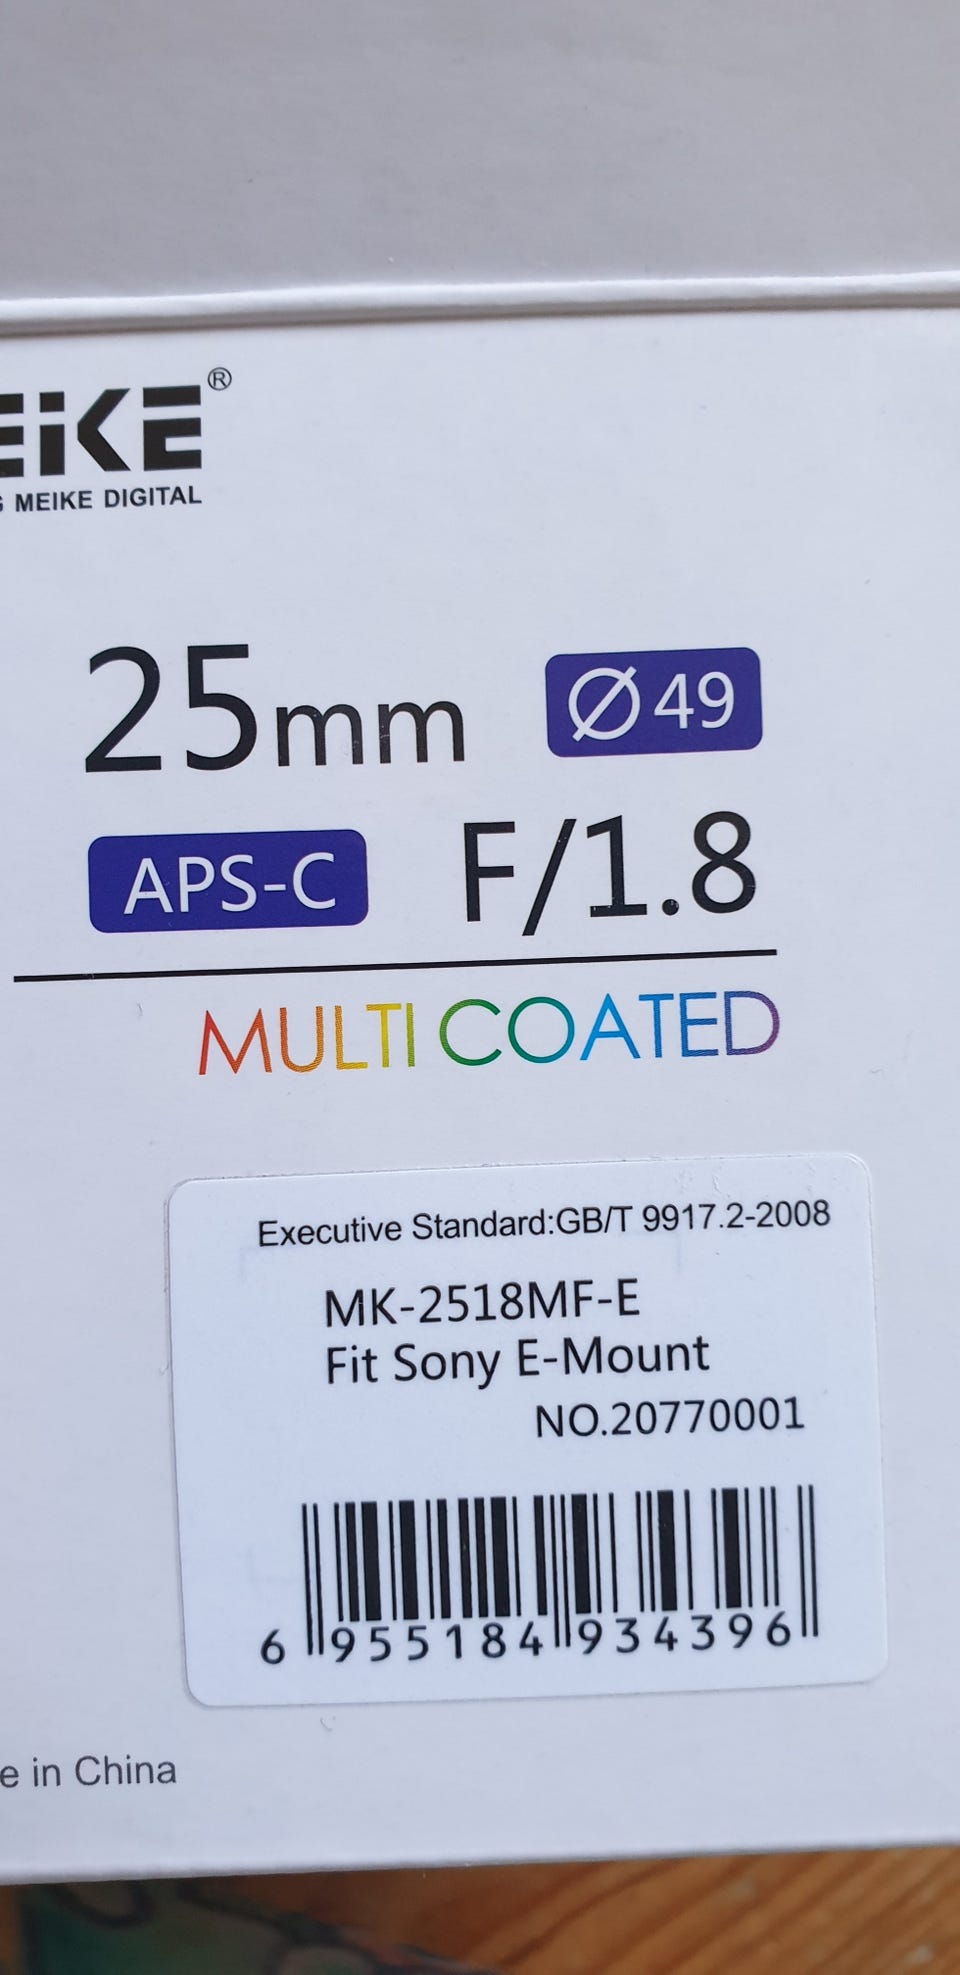 EiKE®
G MEIKE DIGITAL
25mm Ø49
APS-C F/1.8
MULTI COATED
Executive Standard:GB/T 9917.2-2008
MK-2518MF-E
Fit Sony E-Mount
NO.20770001
6 955184 934396
e in China